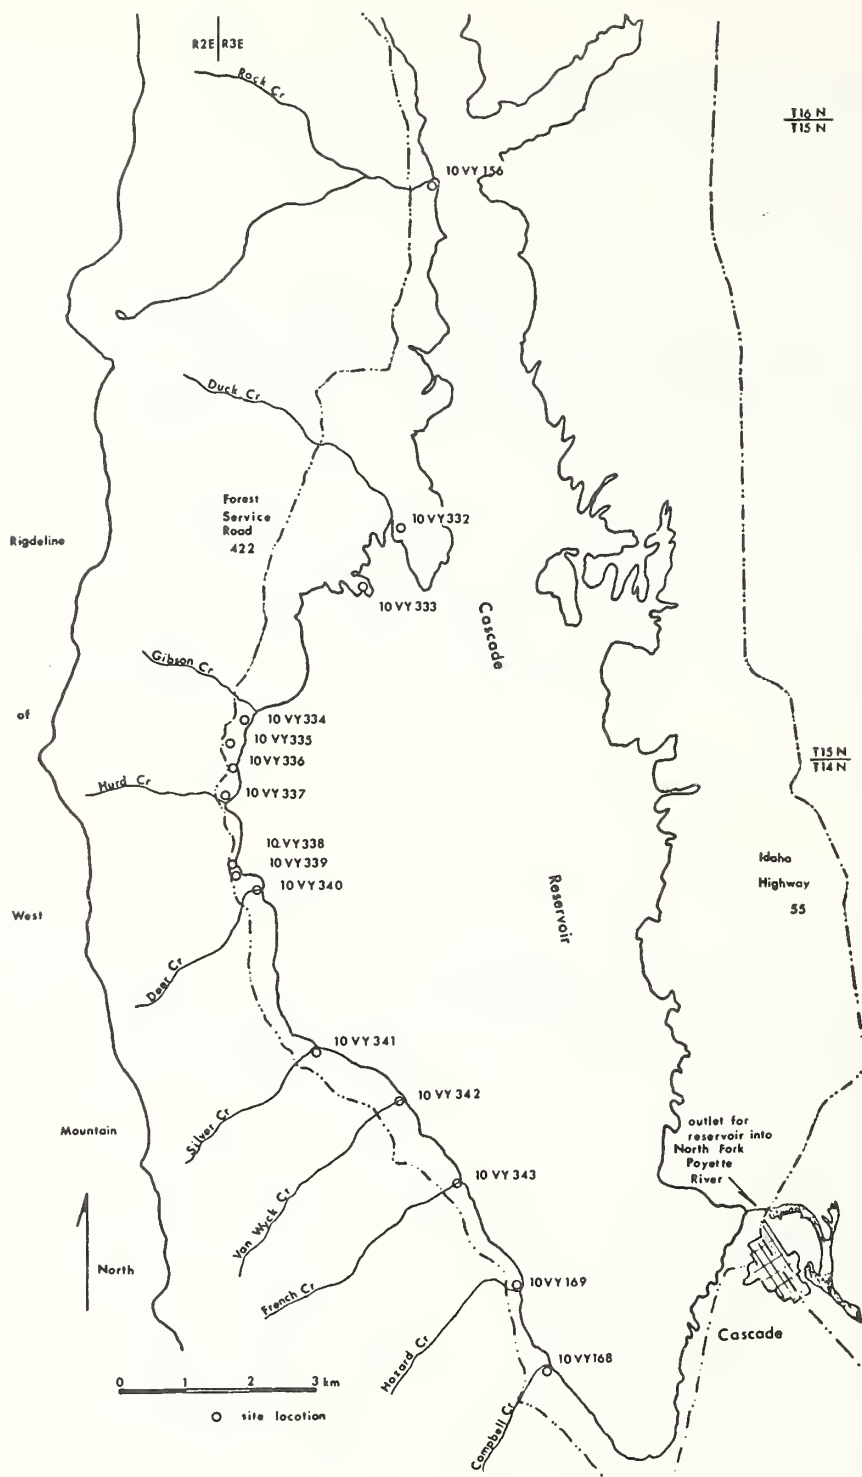 R2E R3E
Rock Cr
T16 N
T15 N
10 VY 156
Duck Cr
Forest
Service
Road
422
10 VY 332
Rigdeline
10 VY 333
Cascade
Gibson Cr
of
10 VY 334
10 VY 335
10 VY 336
T15 N
T14 N
Hurd Cr
10 VY 337
10 VY 338
10 VY 339
10 VY 340
Idaho
Highway
55
Reservoir
West
Deer Cr
10 VY 341
Silver Cr
10 VY 342
Mountain
outlet for
reservoir into
North Fork
Payette
River
10 VY 343
Van Wyck Cr
North
French Cr
10 VY 169
Cascade
Hazard Cr
10 VY 168
0 1 2 3 km
site location
Campbell Cr